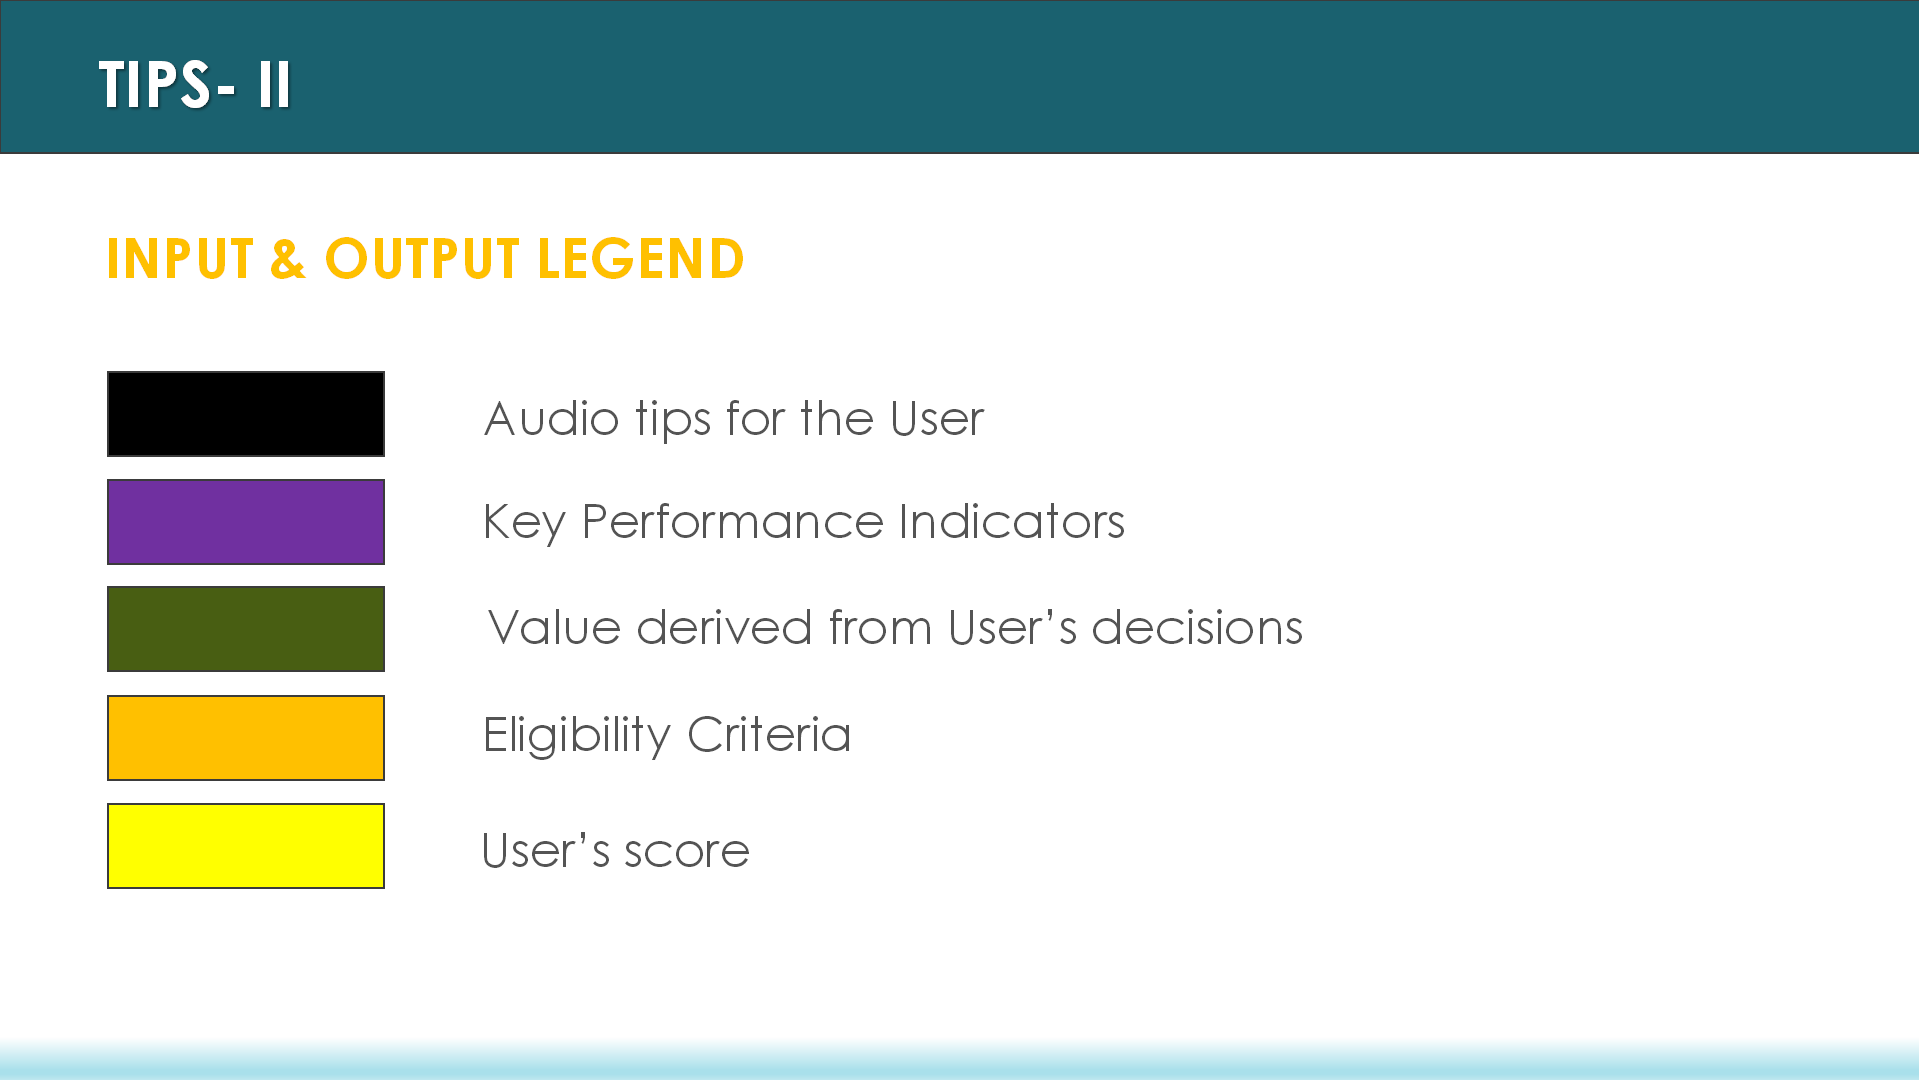 TIPS- II
INPUT & OUTPUT LEGEND
Audio tips for the User
Key Performance Indicators
Value derived from User’s decisions
Eligibility Criteria
User’s score